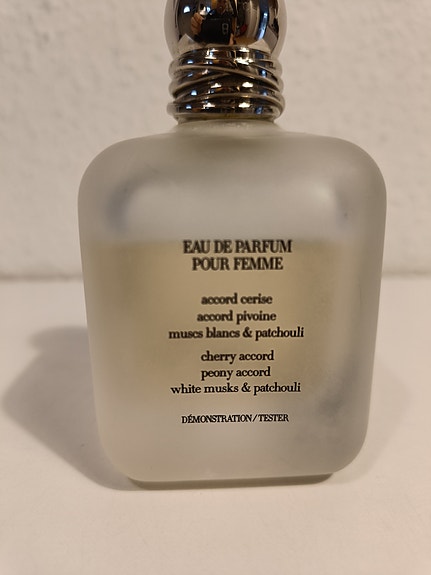 EAU DE PARFUM
POUR FEMME
accord cerise
accord pivoine
muscs blancs & patchouli
cherry accord
peony accord
white musks & patchouli
DÉMONSTRATION/TESTER